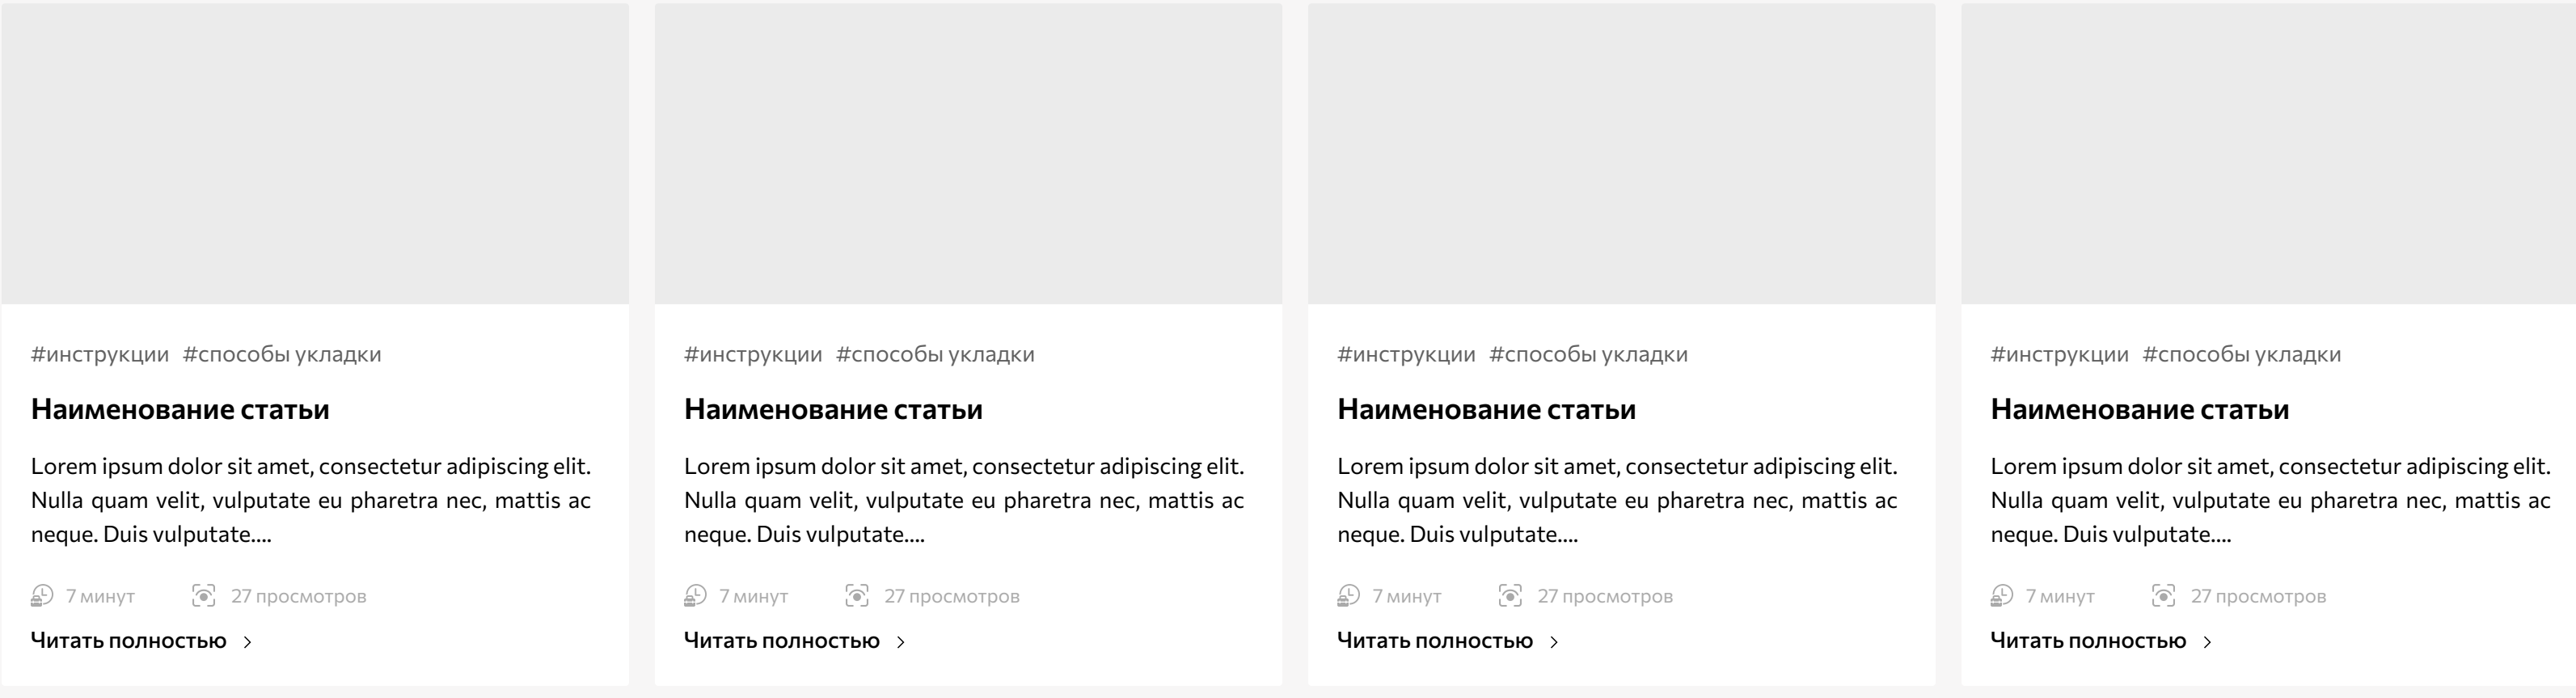 #инструкции #способы укладки
Наименование статьи
Lorem ipsum dolor sit amet, consectetur adipiscing elit.
Nulla quam velit, vulputate eu pharetra nec, mattis ac
neque. Duis vulputate....
7 минут 27 просмотров
Читать полностью
#инструкции #способы укладки
Наименование статьи
Lorem ipsum dolor sit amet, consectetur adipiscing elit.
Nulla quam velit, vulputate eu pharetra nec, mattis ac
neque. Duis vulputate....
7 минут 27 просмотров
Читать полностью
#инструкции #способы укладки
Наименование статьи
Lorem ipsum dolor sit amet, consectetur adipiscing elit.
Nulla quam velit, vulputate eu pharetra nec, mattis ac
neque. Duis vulputate....
7 минут 27 просмотров
Читать полностью
#инструкции #способы укладки
Наименование статьи
Lorem ipsum dolor sit amet, consectetur adipiscing elit.
Nulla quam velit, vulputate eu pharetra nec, mattis ac
neque. Duis vulputate....
7 минут 27 просмотров
Читать полностью